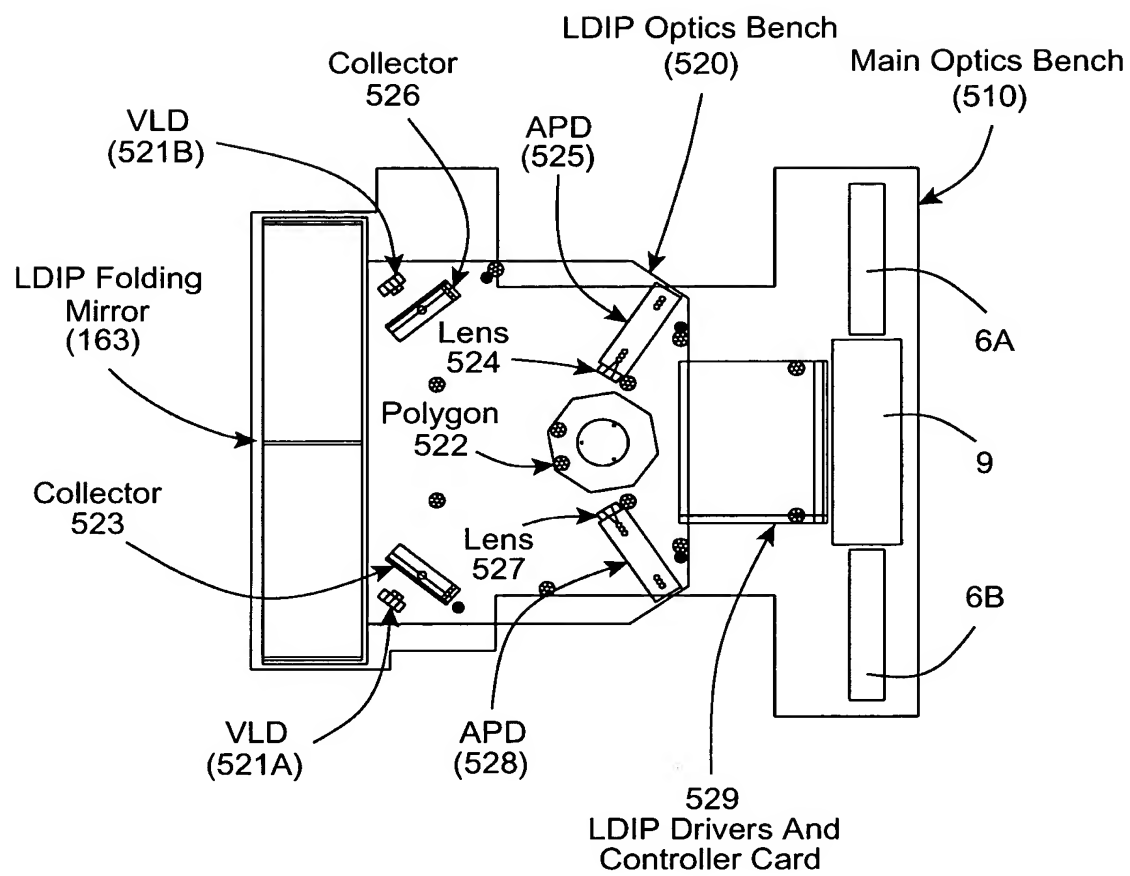 LDIP Optics Bench
(520)
Main Optics Bench
(510)
Collector
526
VLD
(521B)
APD
(525)
LDIP Folding
Mirror
(163)
Lens
524
6A
Polygon
522
9
Collector
523
Lens
527
6B
VLD
(521A)
APD
(528)
529
LDIP Drivers And
Controller Card